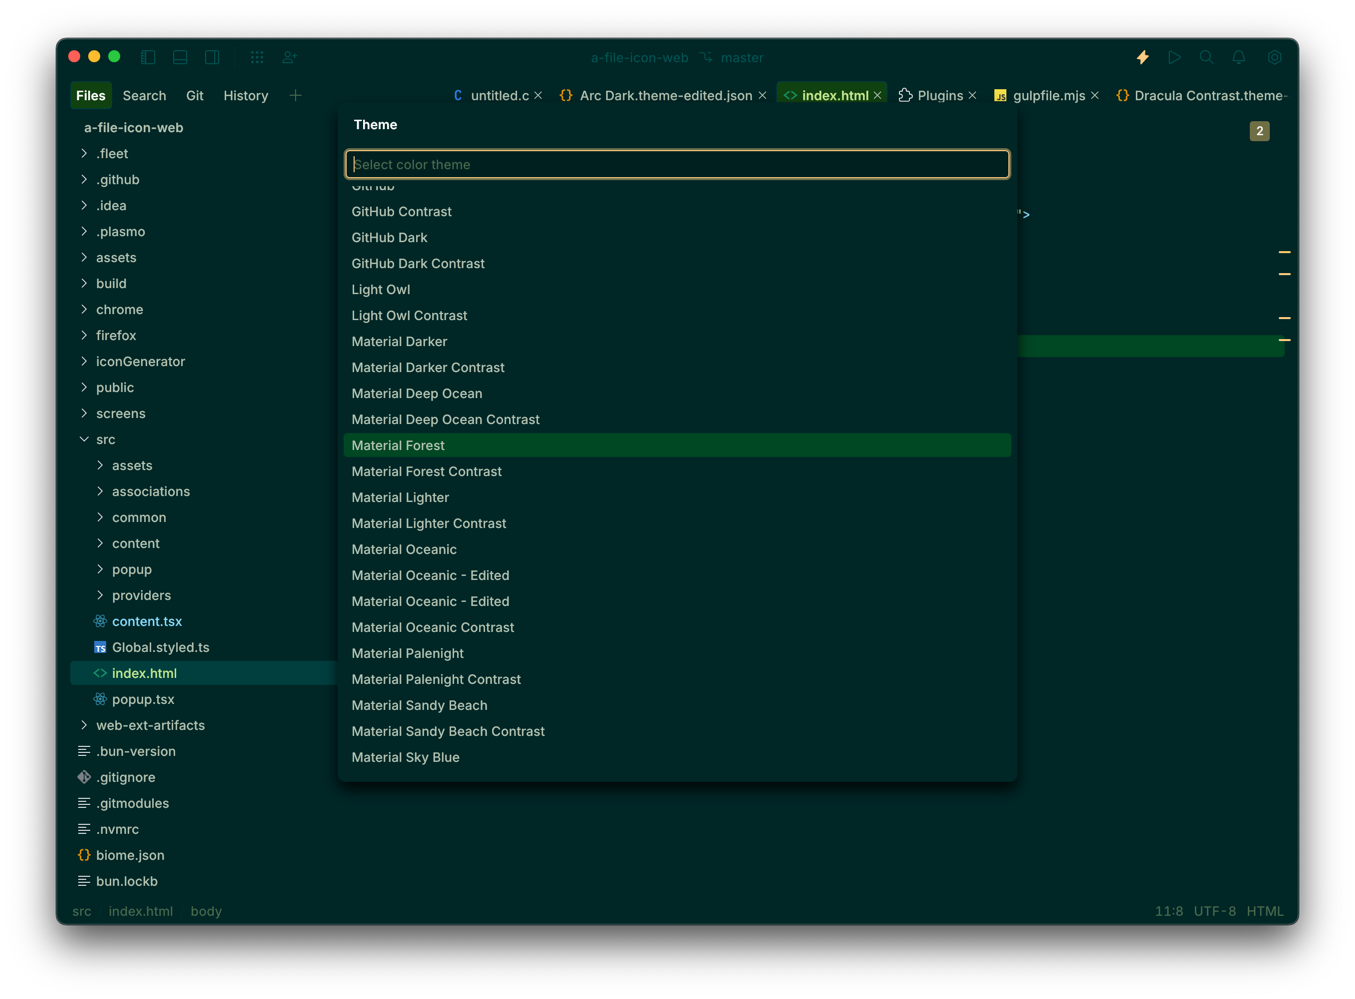 a-file-icon-web master
Files Search Git History
untitled.c Arc Dark.theme-edited.json index.html Plugins gulpfile.mjs Dracula Contrast.theme-
a-file-icon-web
.fleet
.github
.idea
.plasmo
assets
build
chrome
firefox
iconGenerator
public
screens
src
assets
associations
common
content
popup
providers
content.tsx
Global.styled.ts
index.html
popup.tsx
web-ext-artifacts
.bun-version
.gitignore
.gitmodules
.nvmrc
biome.json
bun.lockb
Theme
Select color theme
GitHub
GitHub Contrast
GitHub Dark
GitHub Dark Contrast
Light Owl
Light Owl Contrast
Material Darker
Material Darker Contrast
Material Deep Ocean
Material Deep Ocean Contrast
Material Forest
Material Forest Contrast
Material Lighter
Material Lighter Contrast
Material Oceanic
Material Oceanic - Edited
Material Oceanic - Edited
Material Oceanic Contrast
Material Palenight
Material Palenight Contrast
Material Sandy Beach
Material Sandy Beach Contrast
Material Sky Blue
2
">
src index.html body
11:8 UTF-8 HTML